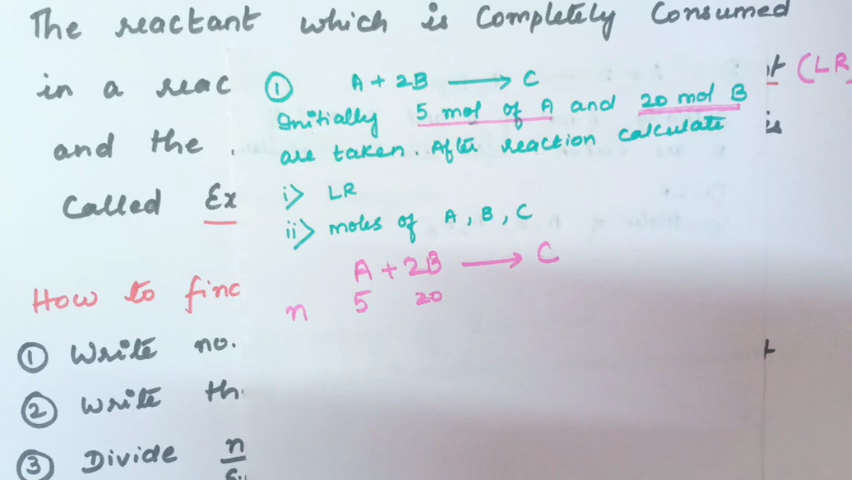 The reactant which is Completely Consumed
in a reac
(LR)
and the
is
Called Ex
① A + 2B ⟶ C
Initially 5 mol of A and 20 mol B
are taken. After reaction calculate
i> LR
ii> moles of A, B, C
A + 2B ⟶ C
n 5 20
How to find
① Write no.
② Write th
③ Divide n